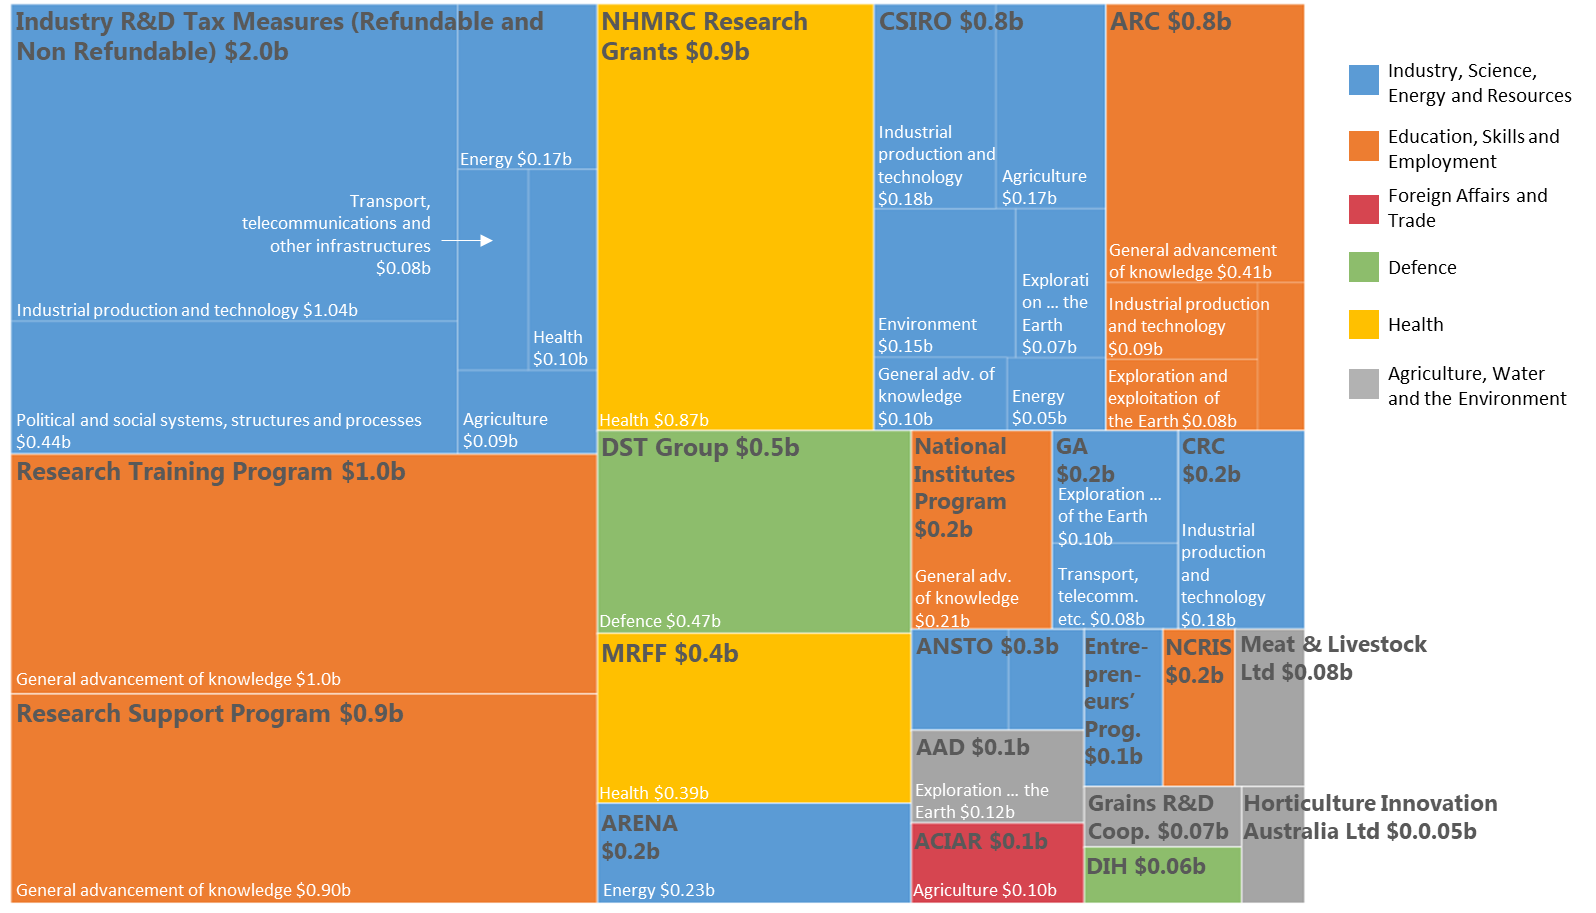 Industry R&D Tax Measures (Refundable and
Non Refundable) $2.0b
Energy $0.17b
Transport,
telecommunications and
other infrastructures
$0.08b
Industrial production and technology $1.04b
Health
$0.10b
Political and social systems, structures and processes
$0.44b
Agriculture
$0.09b
Research Training Program $1.0b
General advancement of knowledge $1.0b
Research Support Program $0.9b
General advancement of knowledge $0.90b
NHMRC Research
Grants $0.9b
Health $0.87b
DST Group $0.5b
Defence $0.47b
MRFF $0.4b
Health $0.39b
ARENA
$0.2b
Energy $0.23b
CSIRO $0.8b
Industrial
production and
technology
$0.18b
Agriculture
$0.17b
Environment
$0.15b
Explorati
on ... the
Earth
$0.07b
General adv. of
knowledge
$0.10b
Energy
$0.05b
ARC $0.8b
General advancement
of knowledge $0.41b
Industrial production
and technology
$0.09b
Exploration and
exploitation of
the Earth $0.08b
National
Institutes
Program
$0.2b
General adv.
of knowledge
$0.21b
GA
$0.2b
Exploration ...
of the Earth
$0.10b
Transport,
telecomm.
etc. $0.08b
CRC
$0.2b
Industrial
production
and
technology
$0.18b
ANSTO $0.3b
AAD $0.1b
Exploration ... the
Earth $0.12b
ACIAR $0.1b
Agriculture $0.10b
Entre-
pren-
eurs’
Prog.
$0.1b
NCRIS
$0.2b
Meat & Livestock
Ltd $0.08b
Grains R&D
Coop. $0.07b
DIH $0.06b
Horticulture Innovation
Australia Ltd $0.0.05b
Industry, Science,
Energy and Resources
Education, Skills and
Employment
Foreign Affairs and
Trade
Defence
Health
Agriculture, Water
and the Environment